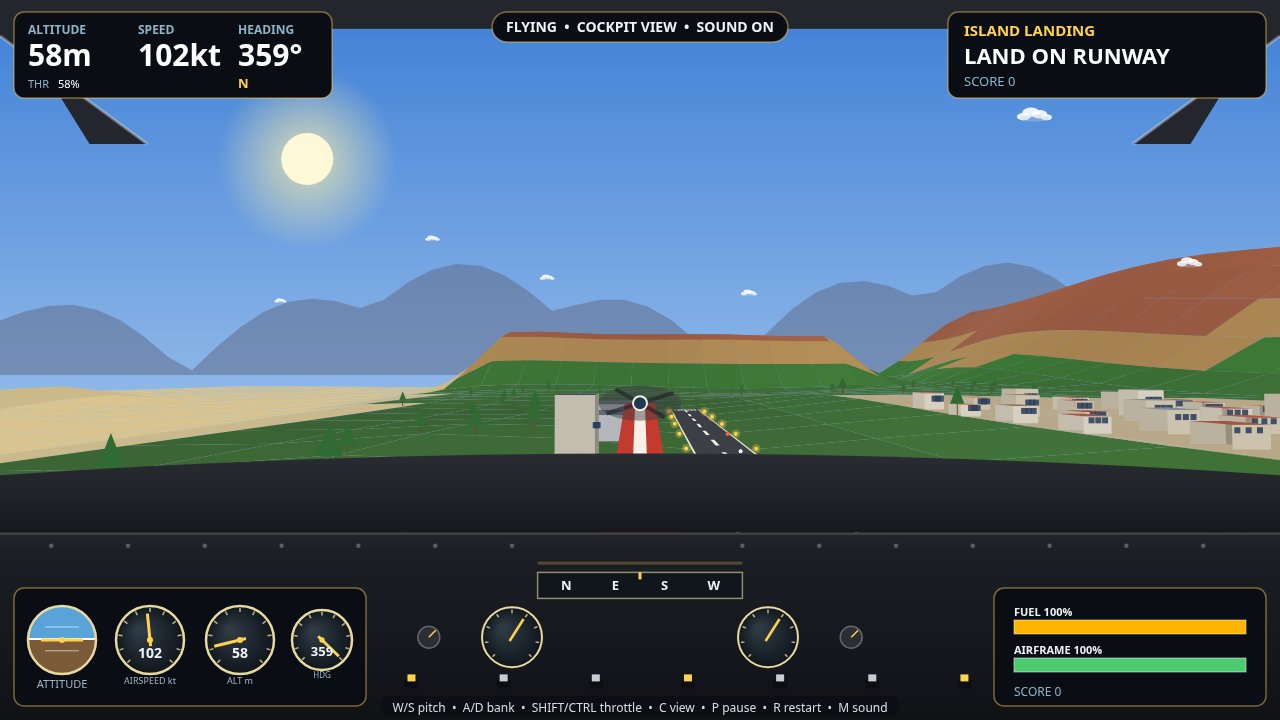 ALTITUDE SPEED HEADING
58m 102kt 359°
THR 58% N
FLYING • COCKPIT VIEW • SOUND ON
ISLAND LANDING
LAND ON RUNWAY
SCORE 0
N E S W
102 58 359
ATTITUDE AIRSPEED kt ALT m HDG
FUEL 100%
AIRFRAME 100%
SCORE 0
W/S pitch • A/D bank • SHIFT/CTRL throttle • C view • P pause • R restart • M sound